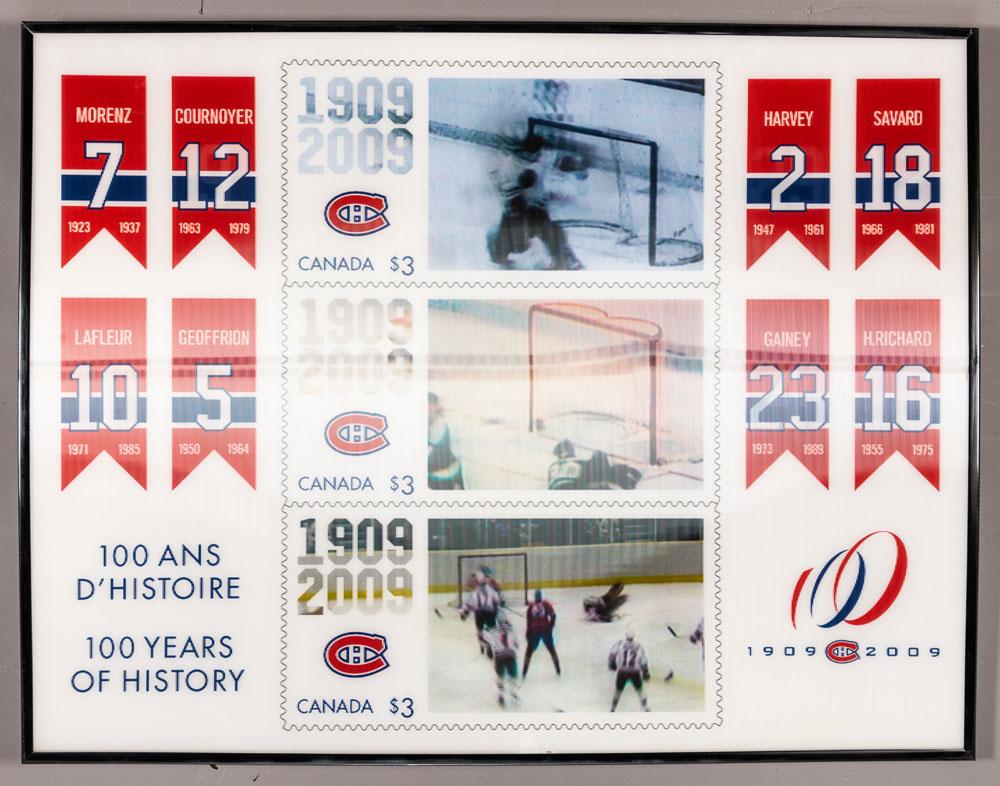 MORENZ
7
1923 1937
COURNOYER
12
1963 1979
LAFLEUR
10
1971 1985
GEOFFRION
5
1950 1964
100 ANS
D'HISTOIRE
100 YEARS
OF HISTORY
1909
2009
CANADA $3
1909
2009
CANADA $3
1909
2009
CANADA $3
HARVEY
2
1947 1961
SAVARD
18
1966 1981
GAINEY
23
1973 1989
H.RICHARD
16
1955 1975
100
1909 CH 2009